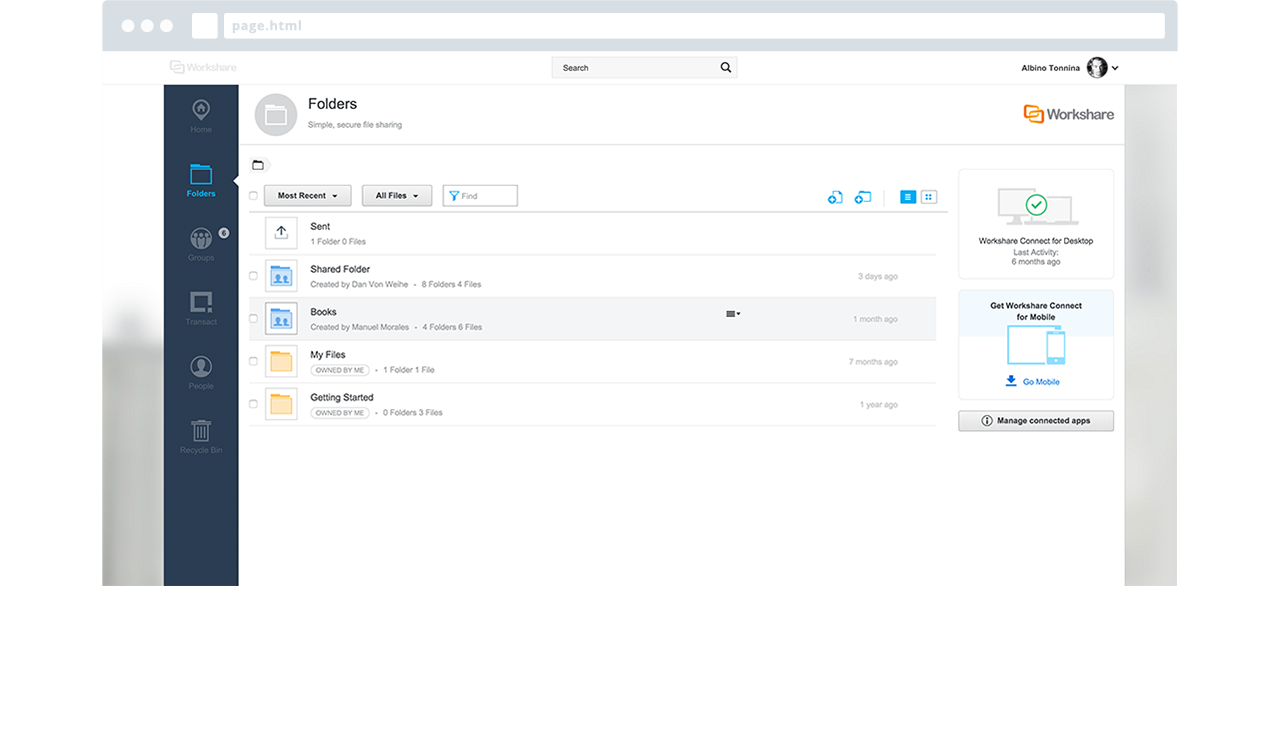 page.html
Workshare
Search
Albino Tonnina
Home
Folders
Groups
6
Transact
People
Recycle Bin
Folders
Simple, secure file sharing
Workshare
Most Recent
All Files
Find
Sent
1 Folder 0 Files
Shared Folder
Created by Dan Von Weihe • 8 Folders 4 Files
3 days ago
Books
Created by Manuel Morales • 4 Folders 6 Files
1 month ago
My Files
OWNED BY ME • 1 Folder 1 File
7 months ago
Getting Started
OWNED BY ME • 0 Folders 3 Files
1 year ago
Workshare Connect for Desktop
Last Activity:
6 months ago
Get Workshare Connect
for Mobile
Go Mobile
Manage connected apps